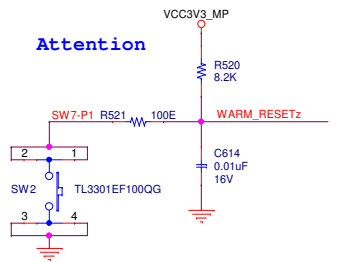 VCC3V3_MP
Attention
R520
8.2K
SW7-P1 R521 100E WARM_RESETz
2 1
C614
0.01uF
16V
SW2 TL3301EF100QG
3 4